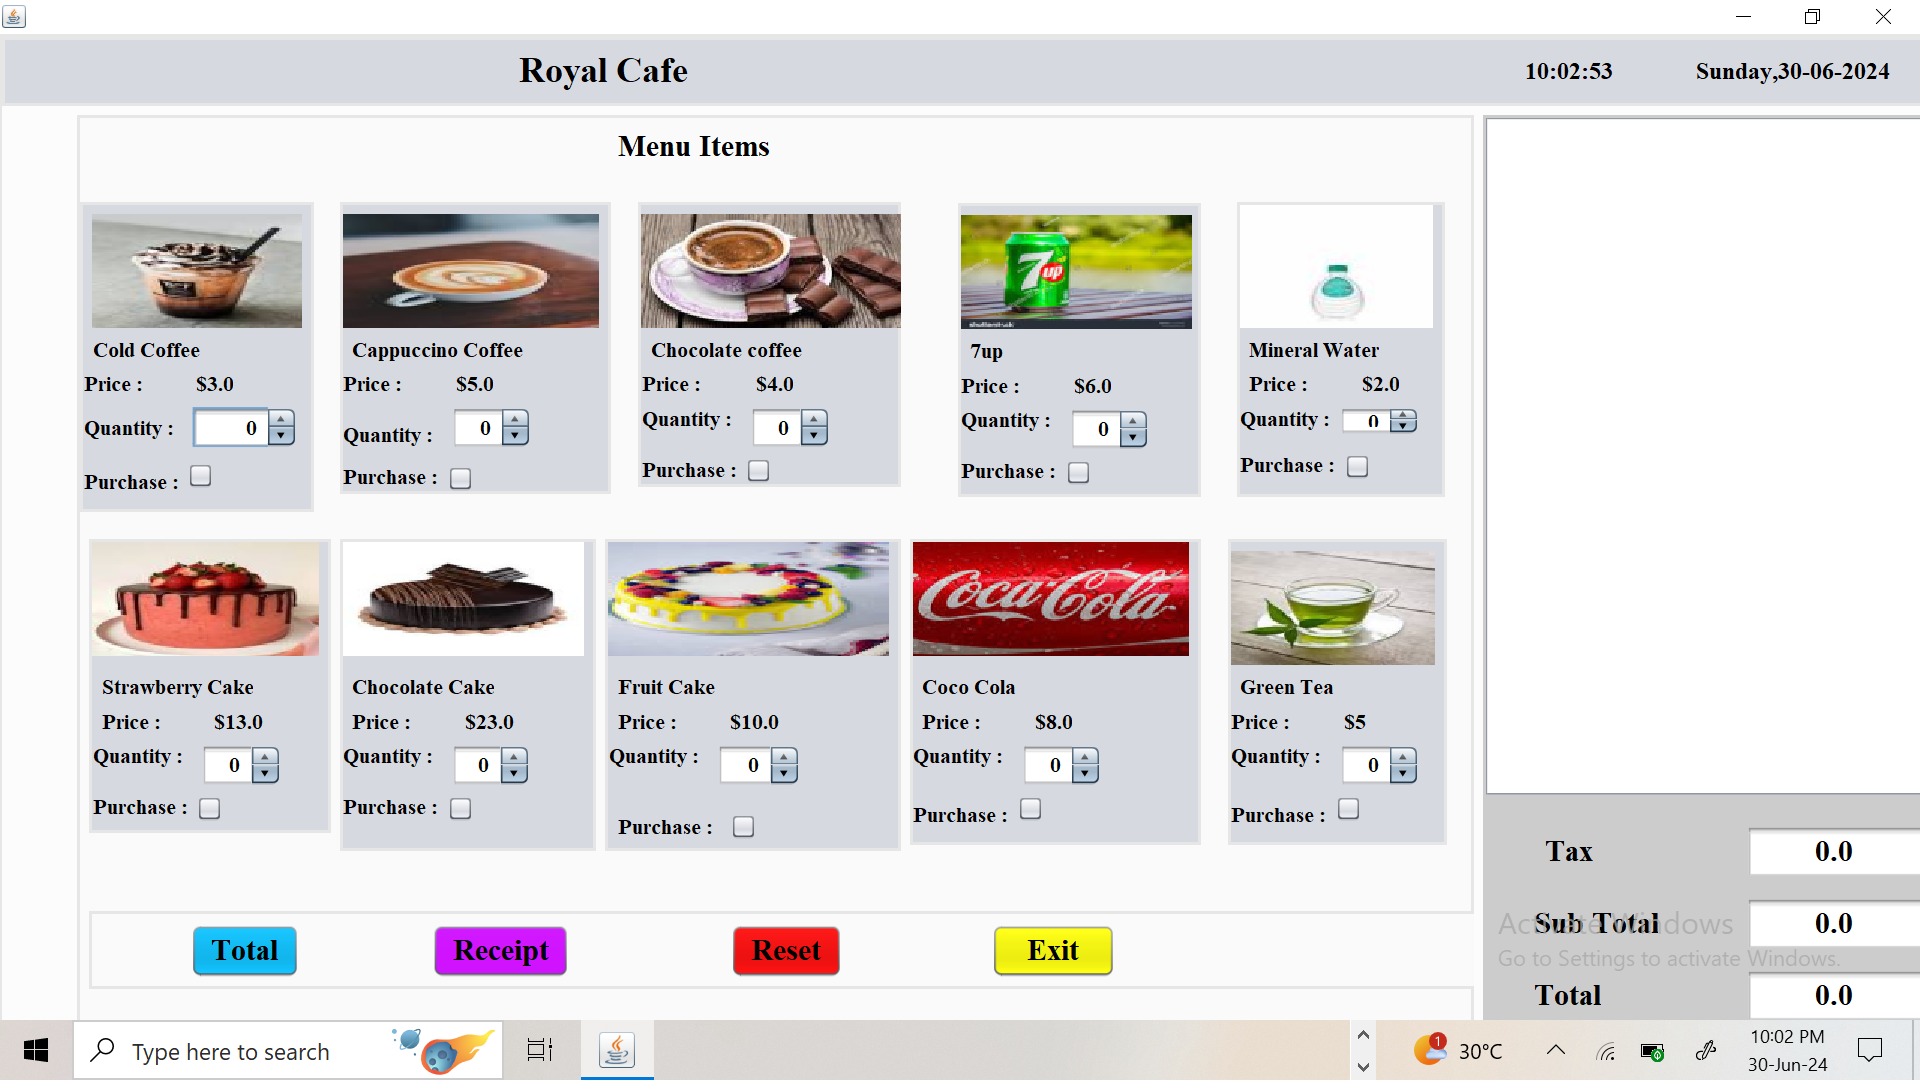 Royal Cafe
10:02:53
Sunday,30-06-2024
Menu Items
7up
Cold Coffee
Price : $3.0
Quantity : 0
Purchase :
Cappuccino Coffee
Price : $5.0
Quantity : 0
Purchase :
Chocolate coffee
Price : $4.0
Quantity : 0
Purchase :
7up
Price : $6.0
Quantity : 0
Purchase :
Mineral Water
Price : $2.0
Quantity : 0
Purchase :
Coca-Cola
Strawberry Cake
Price : $13.0
Quantity : 0
Purchase :
Chocolate Cake
Price : $23.0
Quantity : 0
Purchase :
Fruit Cake
Price : $10.0
Quantity : 0
Purchase :
Coco Cola
Price : $8.0
Quantity : 0
Purchase :
Green Tea
Price : $5
Quantity : 0
Purchase :
Total
Receipt
Reset
Exit
Tax 0.0
Sub Total 0.0
Total 0.0
Activate Windows
Go to Settings to activate Windows.
Type here to search
1
30°C
10:02 PM
30-Jun-24